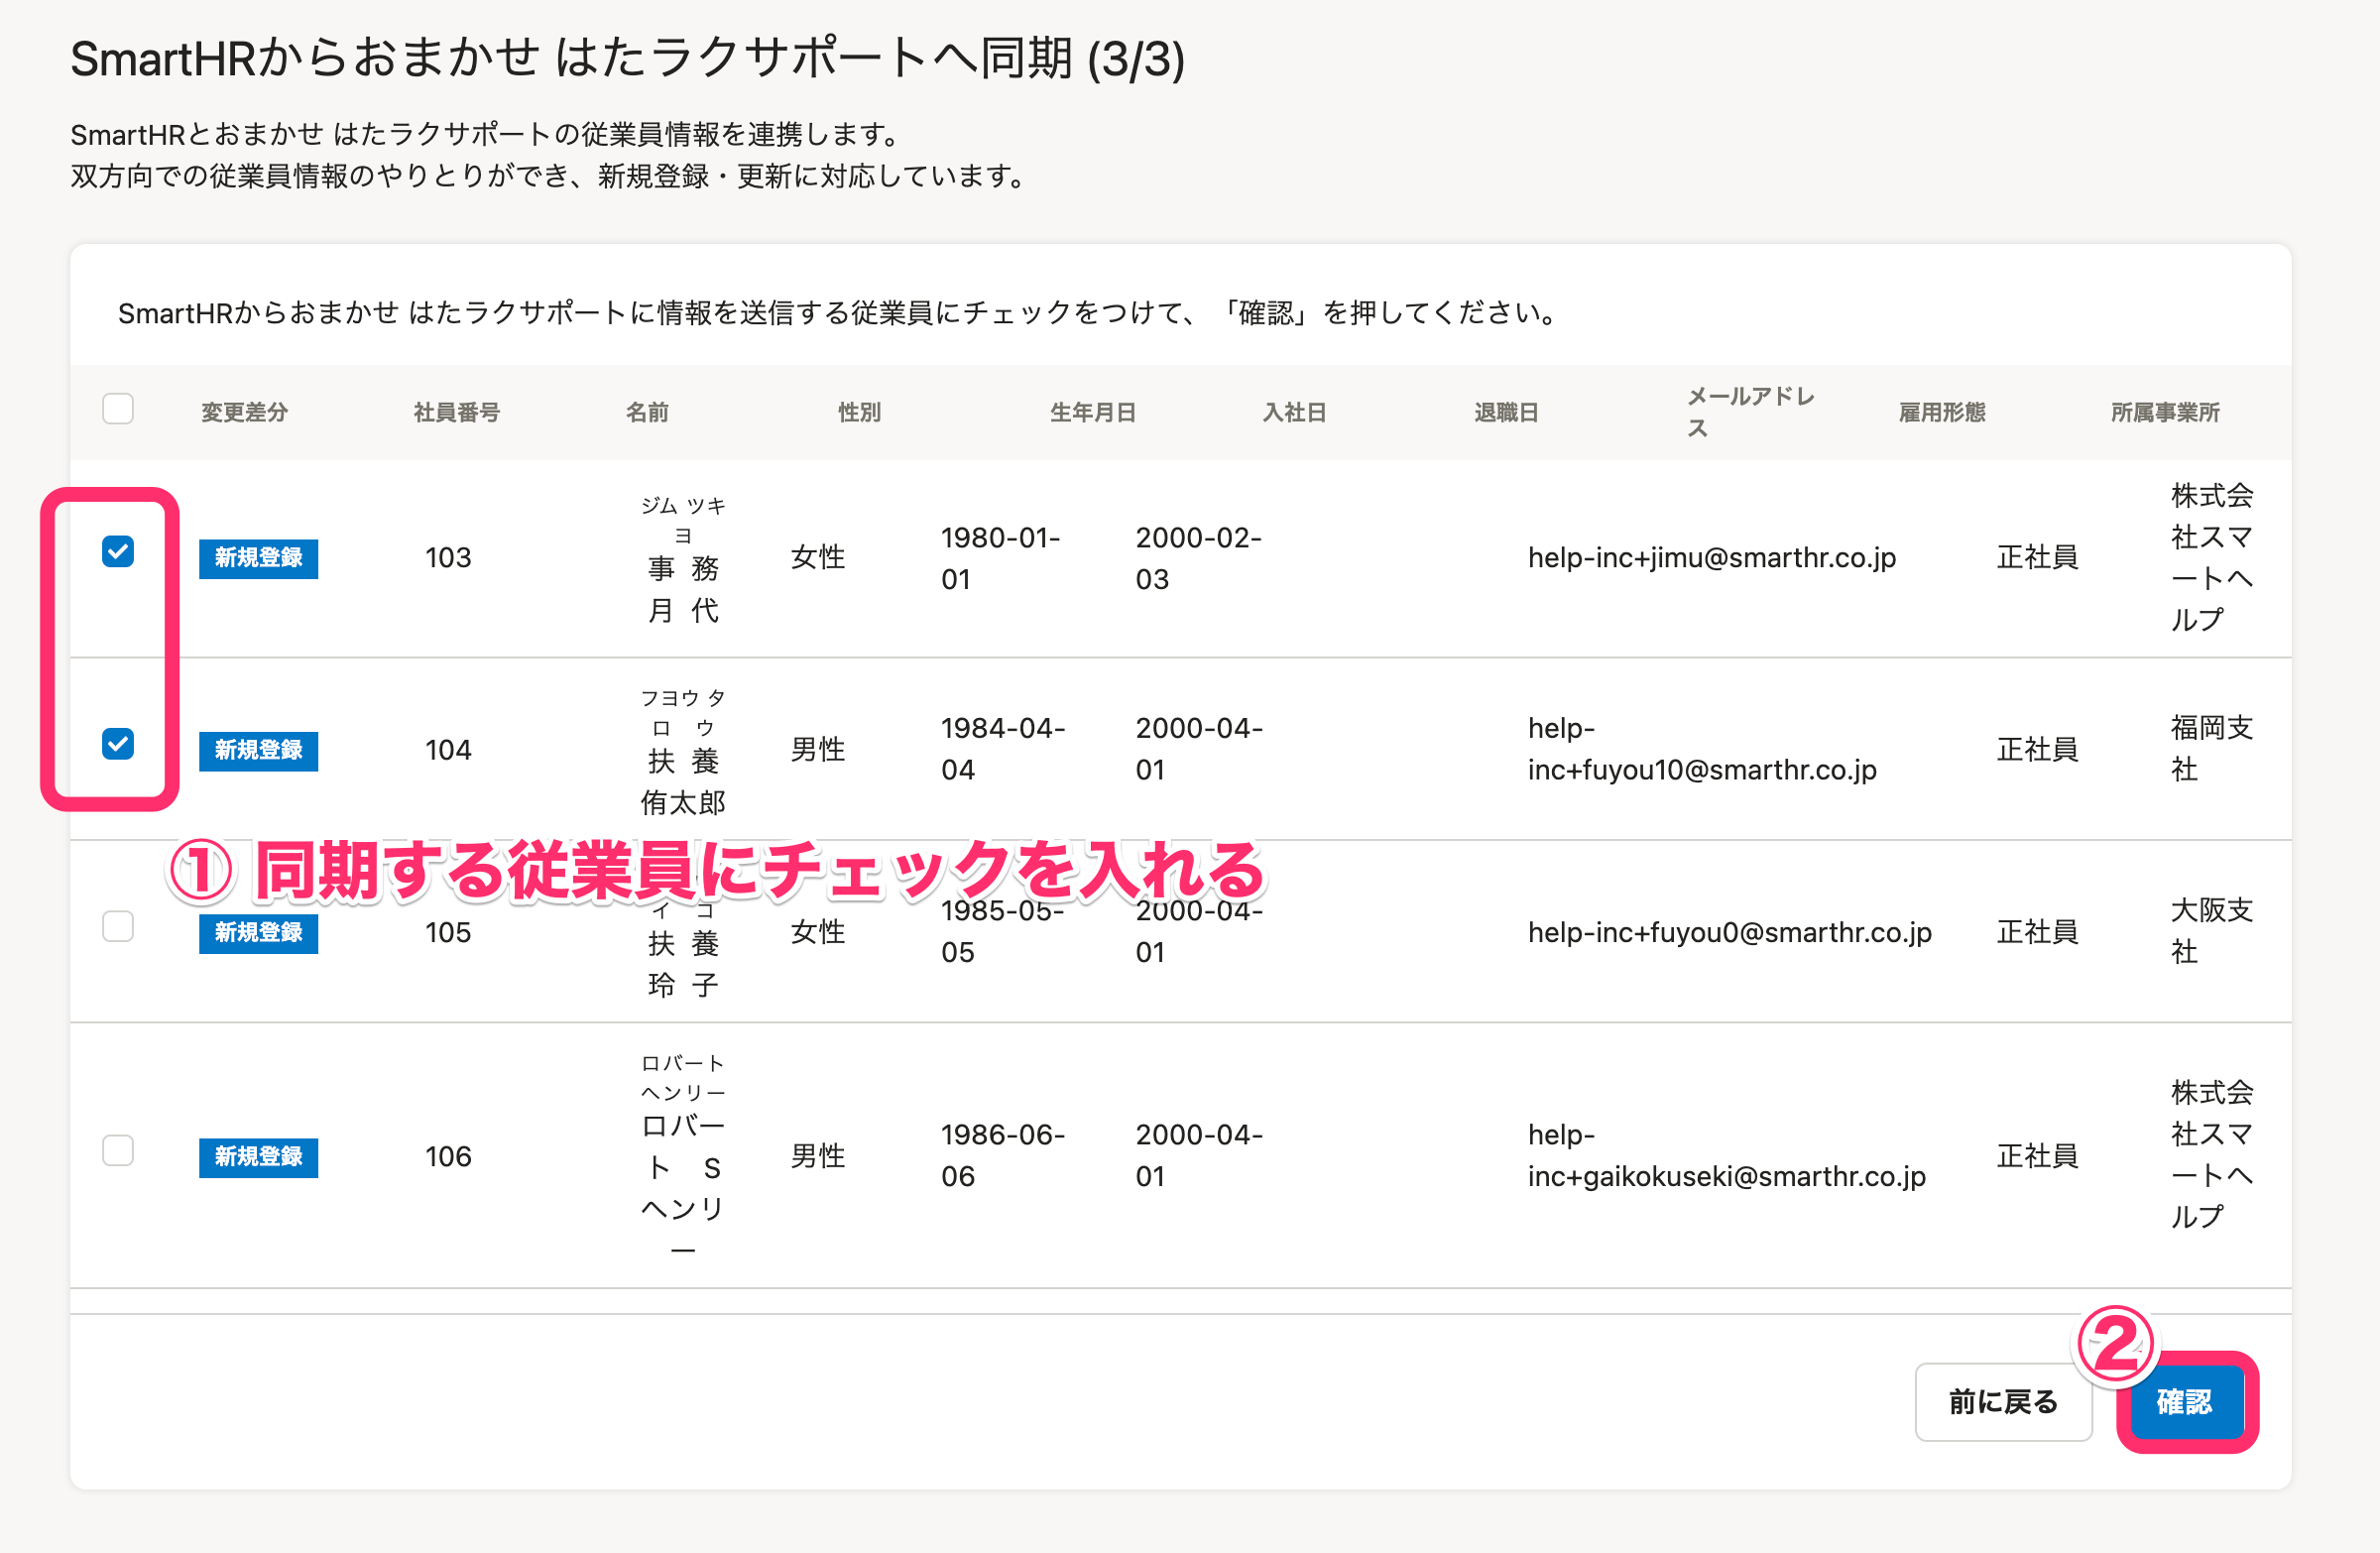 SmartHRからおまかせ はたラクサポートへ同期 (3/3)
SmartHRとおまかせ はたラクサポートの従業員情報を連携します。
双方向での従業員情報のやりとりができ、新規登録・更新に対応しています。
SmartHRからおまかせ はたラクサポートに情報を送信する従業員にチェックをつけて、「確認」を押してください。
変更差分 社員番号 名前 性別 生年月日 入社日 退職日 メールアドレス 雇用形態 所属事業所
ジム ツキ
ヨ
新規登録 103 事 務 女性 1980-01- 2000-02- help-inc+jimu@smarthr.co.jp 正社員 株式会
月 代 01 03 社スマ
ートヘ
ルプ
フヨウ タ
ロ ウ
新規登録 104 扶 養 男性 1984-04- 2000-04- help- 正社員 福岡支
侑太郎 04 01 inc+fuyou10@smarthr.co.jp 社
① 同期する従業員にチェックを入れる
イ コ
新規登録 105 扶 養 女性 1985-05- 2000-04- help-inc+fuyou0@smarthr.co.jp 正社員 大阪支
玲 子 05 01 社
ロバート
ヘンリー
新規登録 106 ロバー 男性 1986-06- 2000-04- help- 正社員 株式会
ト S 06 01 inc+gaikokuseki@smarthr.co.jp 社スマ
ヘンリ ートヘ
ー ルプ
②
前に戻る 確認